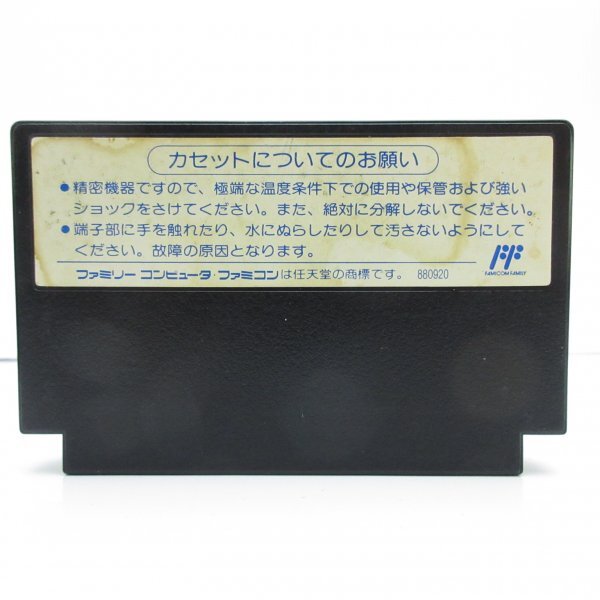 カセットについてのお願い
●精密機器ですので、極端な温度条件下での使用や保管および強い
ショックをさけてください。また、絶対に分解しないでください。
●端子部に手を触れたり、水にぬらしたりして汚さないようにして
ください。故障の原因となります。
FAMICOM FAMILY
ファミリー コンピュータ・ファミコンは任天堂の商標です。 880920